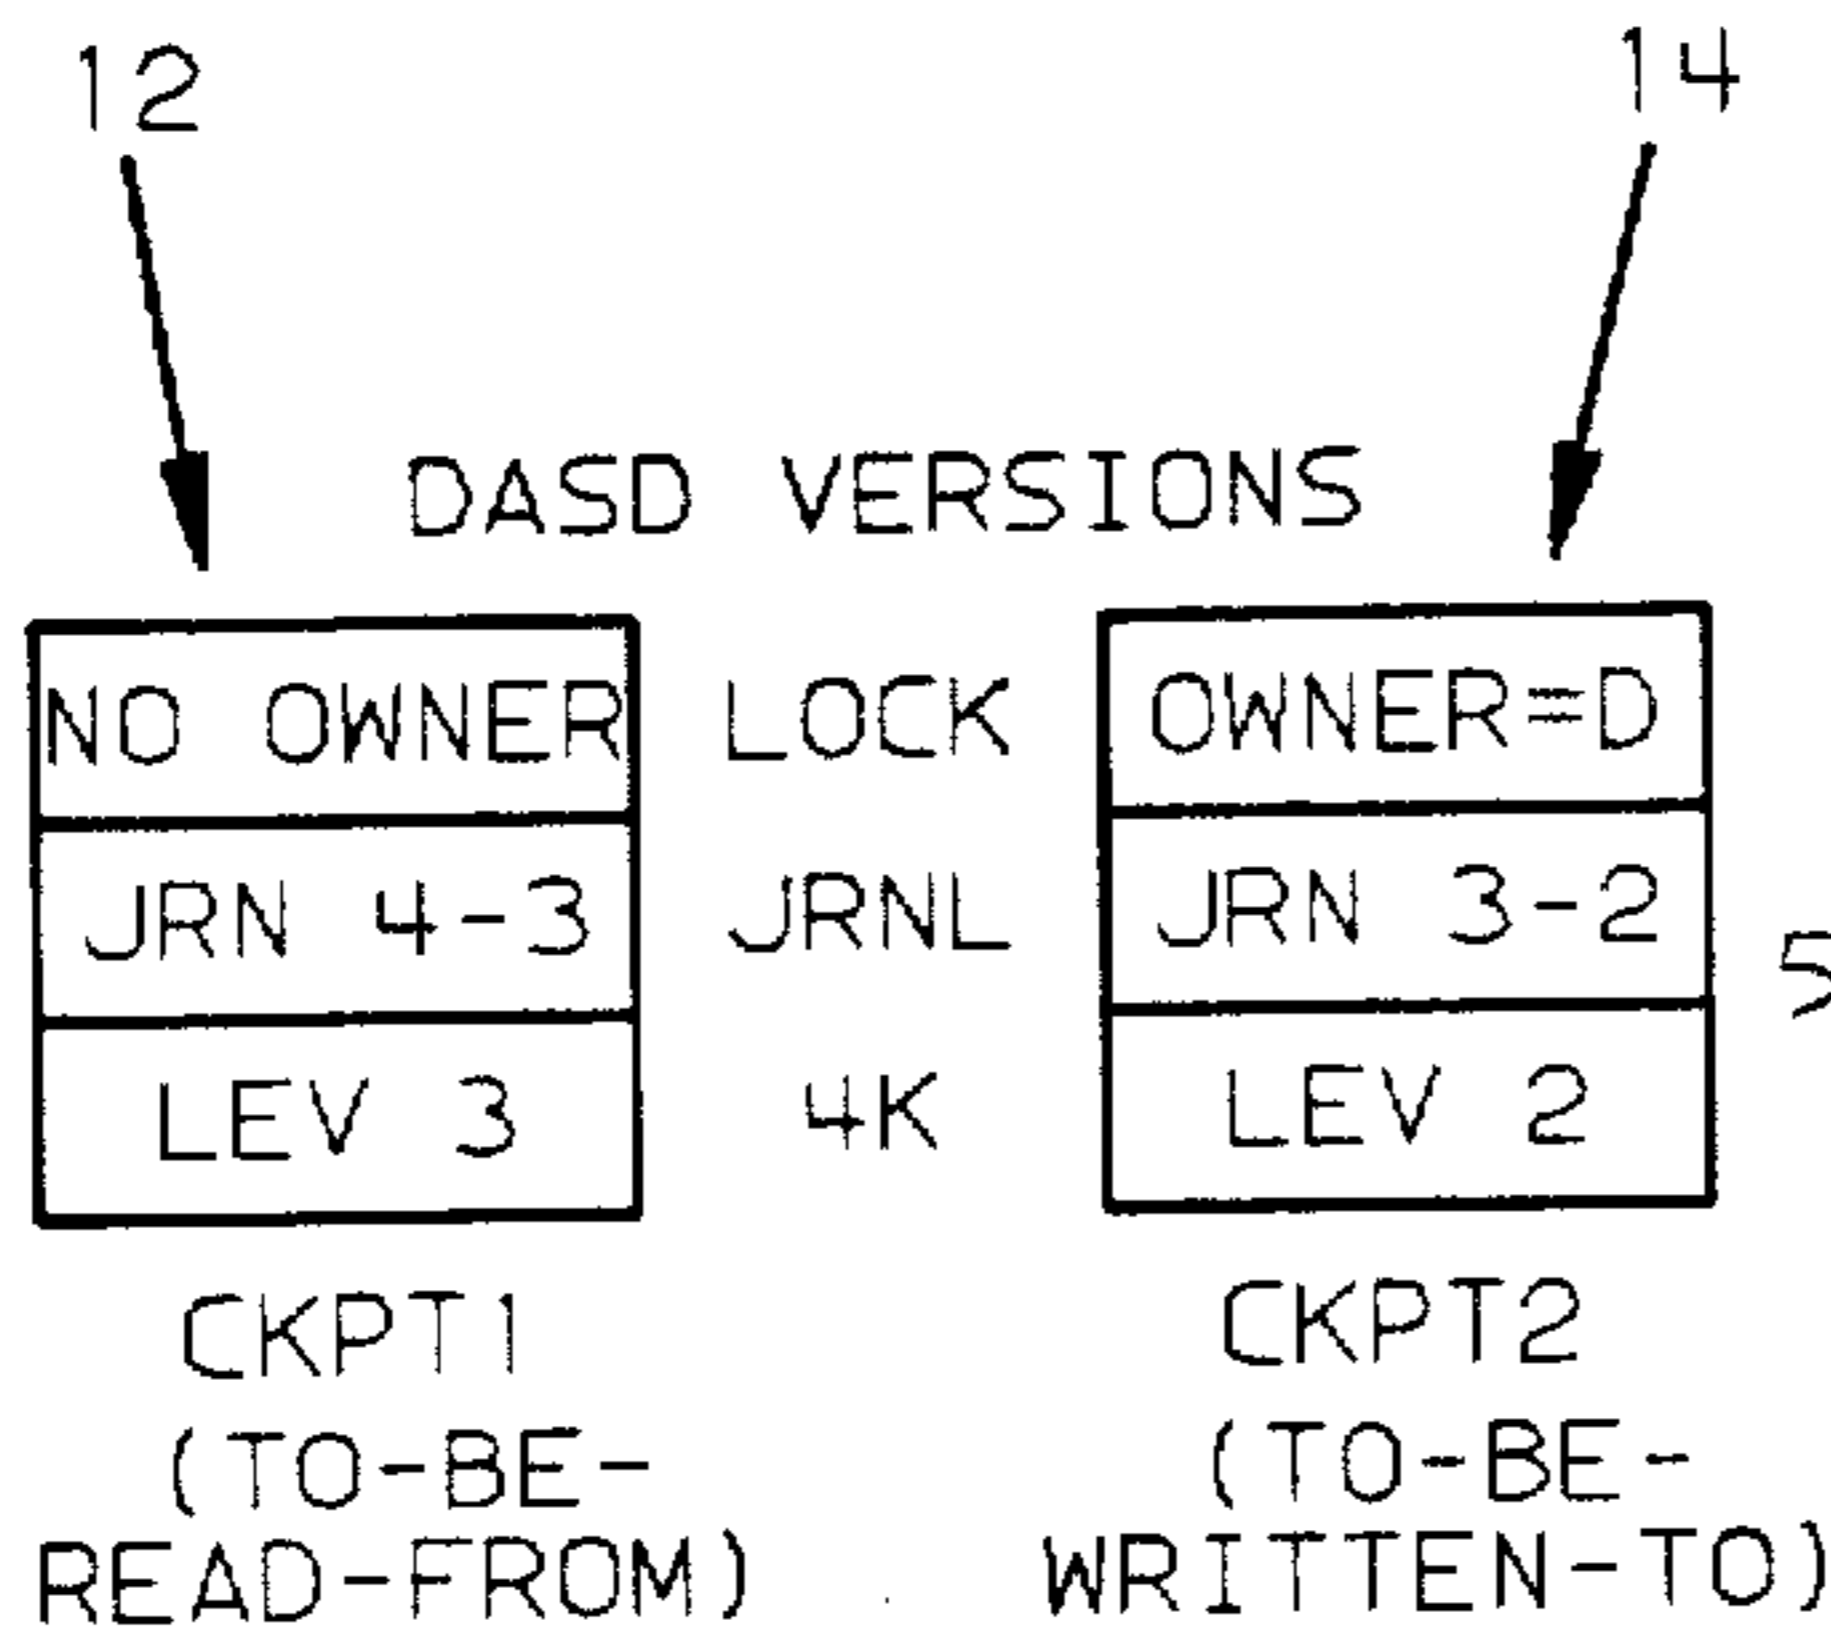 12 14
DASD VERSIONS
NO OWNER LOCK OWNER=D
JRN 4-3 JRNL JRN 3-2
5
LEV 3 4K LEV 2
CKPT1 CKPT2
(TO-BE- (TO-BE-
READ-FROM) WRITTEN-TO)